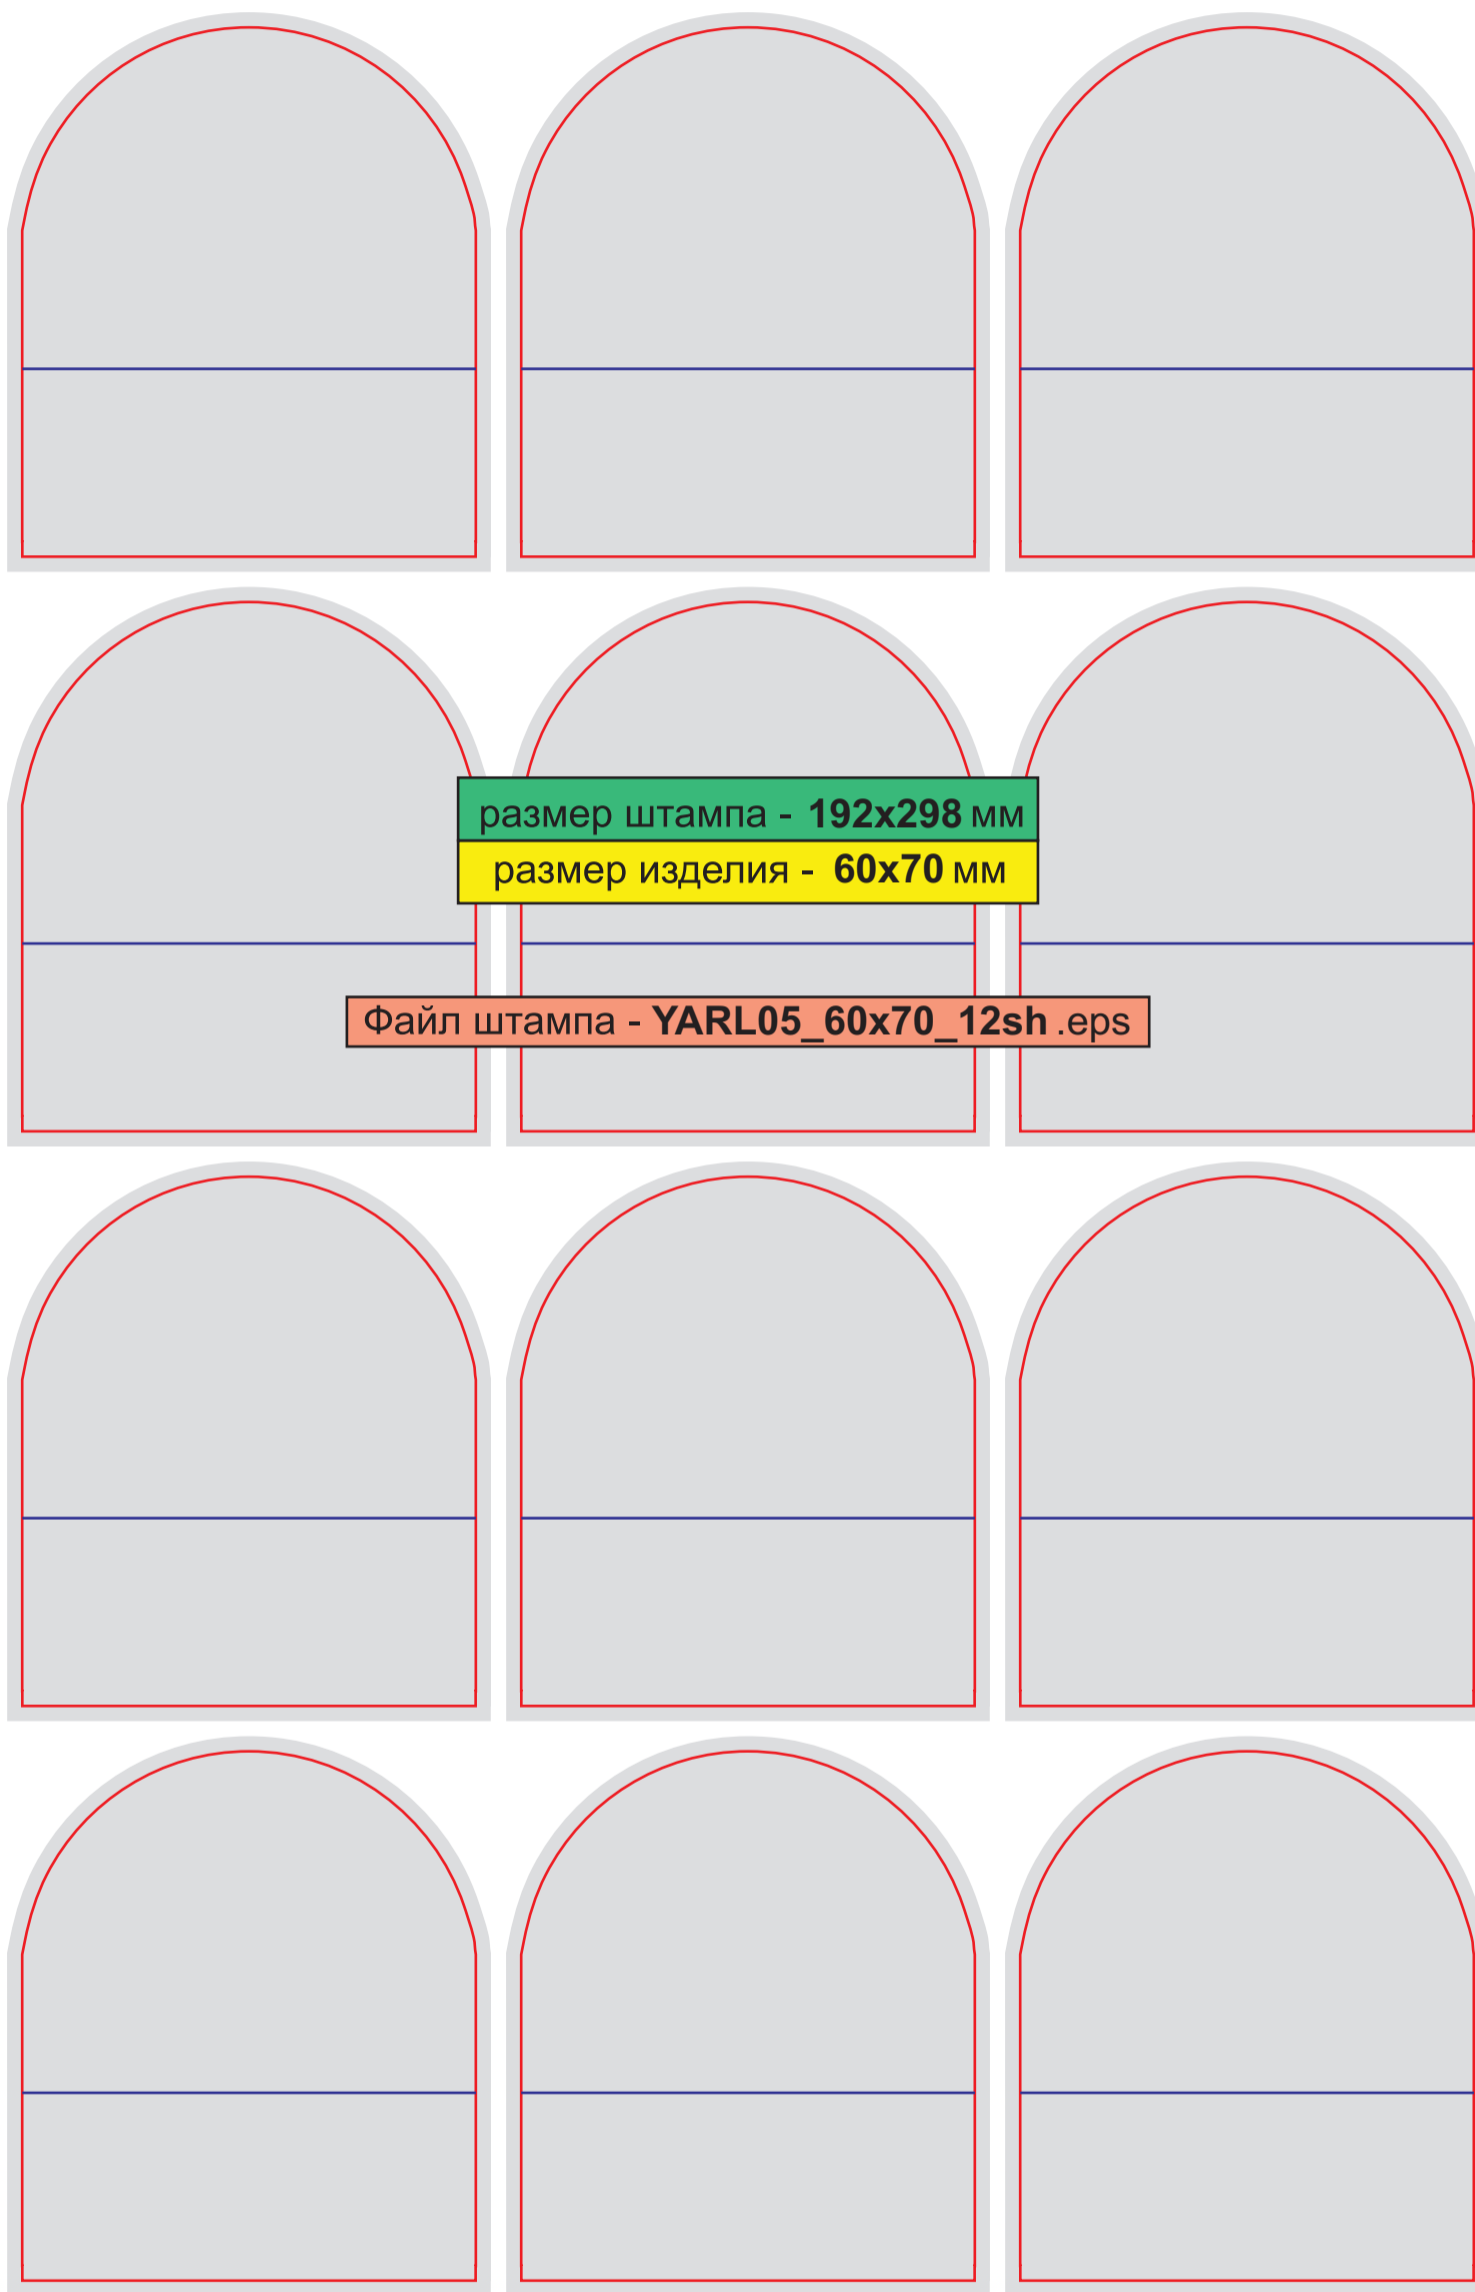 размер штампа - 192x298 мм
размер изделия - 60x70 мм
Файл штампа - YARL05_60x70_12sh .eps